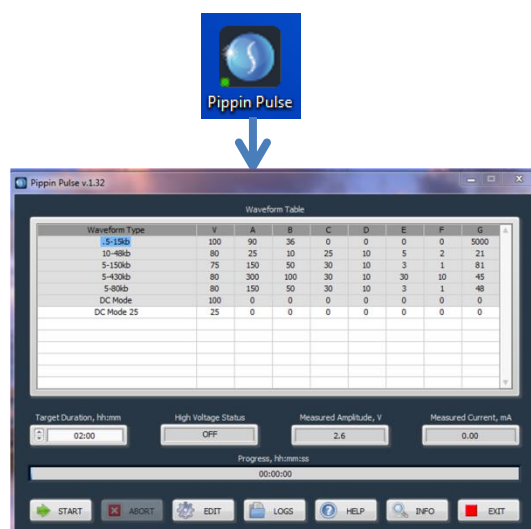 Pippin Pulse
Pippin Pulse v.1.32
Waveform Table
Waveform Type V A B C D E F G
.5-15kb 100 90 36 0 0 0 0 5000
10-48kb 80 25 10 25 10 5 2 21
5-150kb 75 150 50 30 10 3 1 81
5-430kb 80 300 100 30 10 30 10 45
5-80kb 80 150 50 30 10 3 1 48
DC Mode 100 0 0 0 0 0 0 0
DC Mode 25 25 0 0 0 0 0 0 0
Target Duration, hh:mm High Voltage Status Measured Amplitude, V Measured Current, mA
02:00 OFF 2.6 0.00
Progress, hh:mm:ss
00:00:00
START ABORT EDIT LOGS HELP INFO EXIT